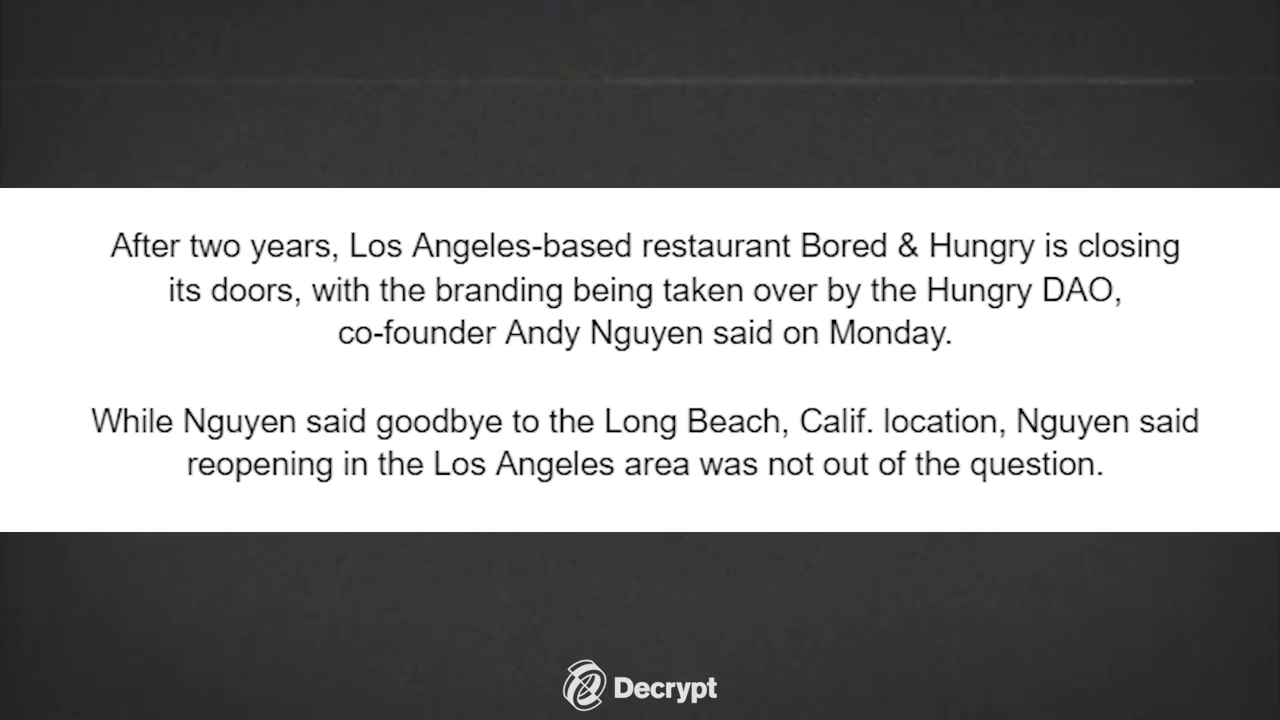 After two years, Los Angeles-based restaurant Bored & Hungry is closing
its doors, with the branding being taken over by the Hungry DAO,
co-founder Andy Nguyen said on Monday.
While Nguyen said goodbye to the Long Beach, Calif. location, Nguyen said
reopening in the Los Angeles area was not out of the question.
Decrypt